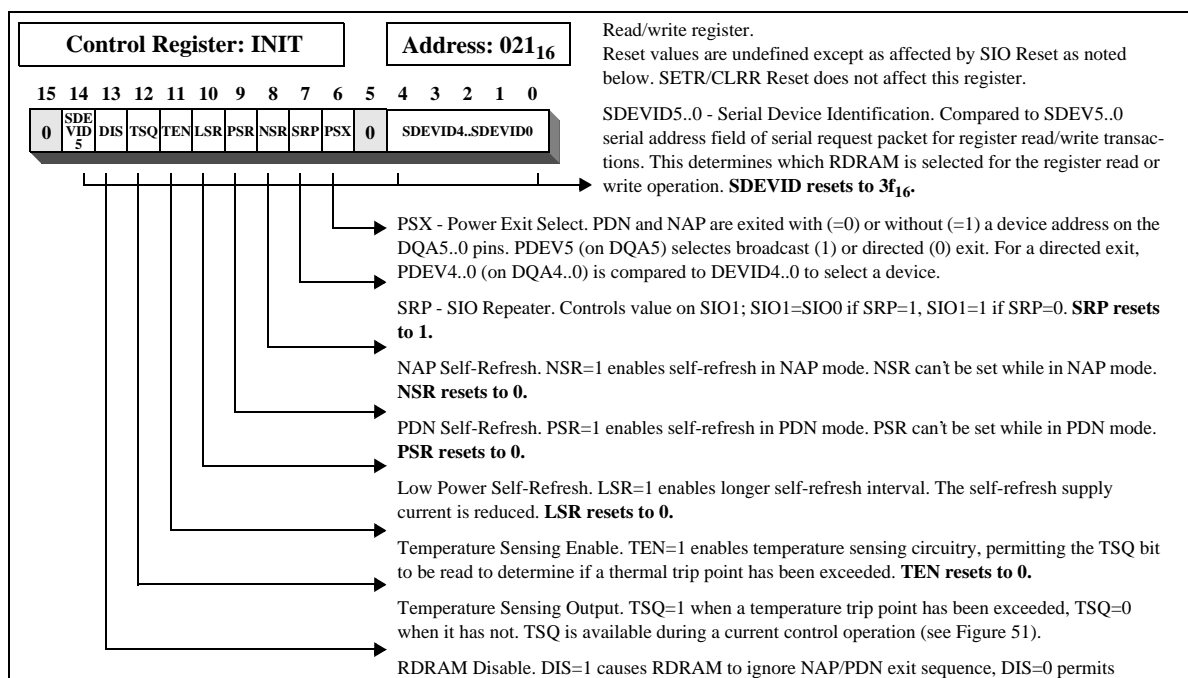 Control Register: INIT
Address: 021₁₆
15 14 13 12 11 10 9 8 7 6 5 4 3 2 1 0
0 SDE VID 5 DIS TSQ TEN LSR PSR NSR SRP PSX 0 SDEVID4..SDEVID0
Read/write register.
Reset values are undefined except as affected by SIO Reset as noted
below. SETR/CLRR Reset does not affect this register.
SDEVID5..0 - Serial Device Identification. Compared to SDEV5..0
serial address field of serial request packet for register read/write transac-
tions. This determines which RDRAM is selected for the register read or
write operation. SDEVID resets to 3f₁₆.
PSX - Power Exit Select. PDN and NAP are exited with (=0) or without (=1) a device address on the
DQA5..0 pins. PDEV5 (on DQA5) selectes broadcast (1) or directed (0) exit. For a directed exit,
PDEV4..0 (on DQA4..0) is compared to DEVID4..0 to select a device.
SRP - SIO Repeater. Controls value on SIO1; SIO1=SIO0 if SRP=1, SIO1=1 if SRP=0. SRP resets
to 1.
NAP Self-Refresh. NSR=1 enables self-refresh in NAP mode. NSR can't be set while in NAP mode.
NSR resets to 0.
PDN Self-Refresh. PSR=1 enables self-refresh in PDN mode. PSR can't be set while in PDN mode.
PSR resets to 0.
Low Power Self-Refresh. LSR=1 enables longer self-refresh interval. The self-refresh supply
current is reduced. LSR resets to 0.
Temperature Sensing Enable. TEN=1 enables temperature sensing circuitry, permitting the TSQ bit
to be read to determine if a thermal trip point has been exceeded. TEN resets to 0.
Temperature Sensing Output. TSQ=1 when a temperature trip point has been exceeded, TSQ=0
when it has not. TSQ is available during a current control operation (see Figure 51).
RDRAM Disable. DIS=1 causes RDRAM to ignore NAP/PDN exit sequence, DIS=0 permits